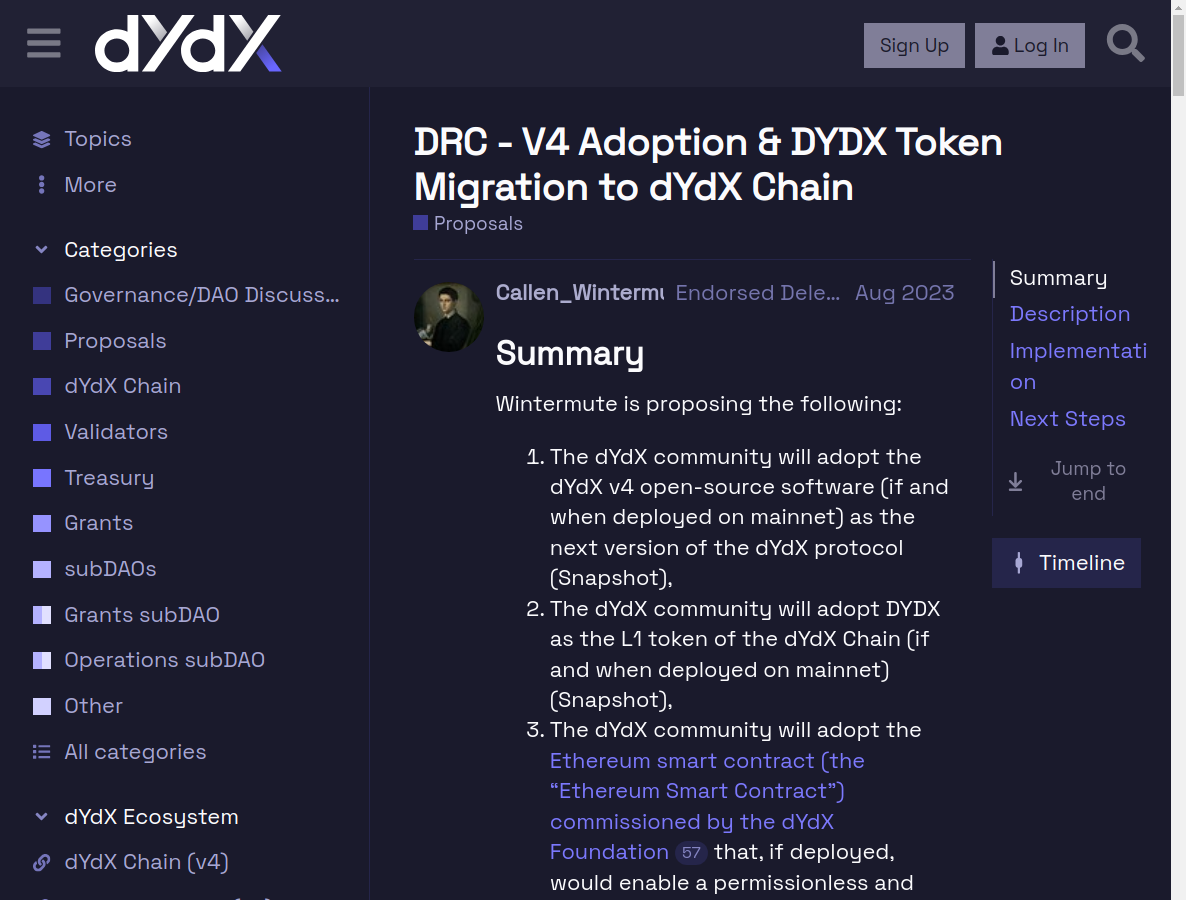 dYdX
Sign Up
Log In
Topics
More
Categories
Governance/DAO Discuss...
Proposals
dYdX Chain
Validators
Treasury
Grants
subDAOs
Grants subDAO
Operations subDAO
Other
All categories
dYdX Ecosystem
dYdX Chain (v4)
DRC - V4 Adoption & DYDX Token
Migration to dYdX Chain
Proposals
Callen_Wintermu Endorsed Dele... Aug 2023
Summary
Wintermute is proposing the following:
1. The dYdX community will adopt the
dYdX v4 open-source software (if and
when deployed on mainnet) as the
next version of the dYdX protocol
(Snapshot),
2. The dYdX community will adopt DYDX
as the L1 token of the dYdX Chain (if
and when deployed on mainnet)
(Snapshot),
3. The dYdX community will adopt the
Ethereum smart contract (the
“Ethereum Smart Contract”)
commissioned by the dYdX
Foundation 57 that, if deployed,
would enable a permissionless and
Summary
Description
Implementati
on
Next Steps
Jump to
end
Timeline